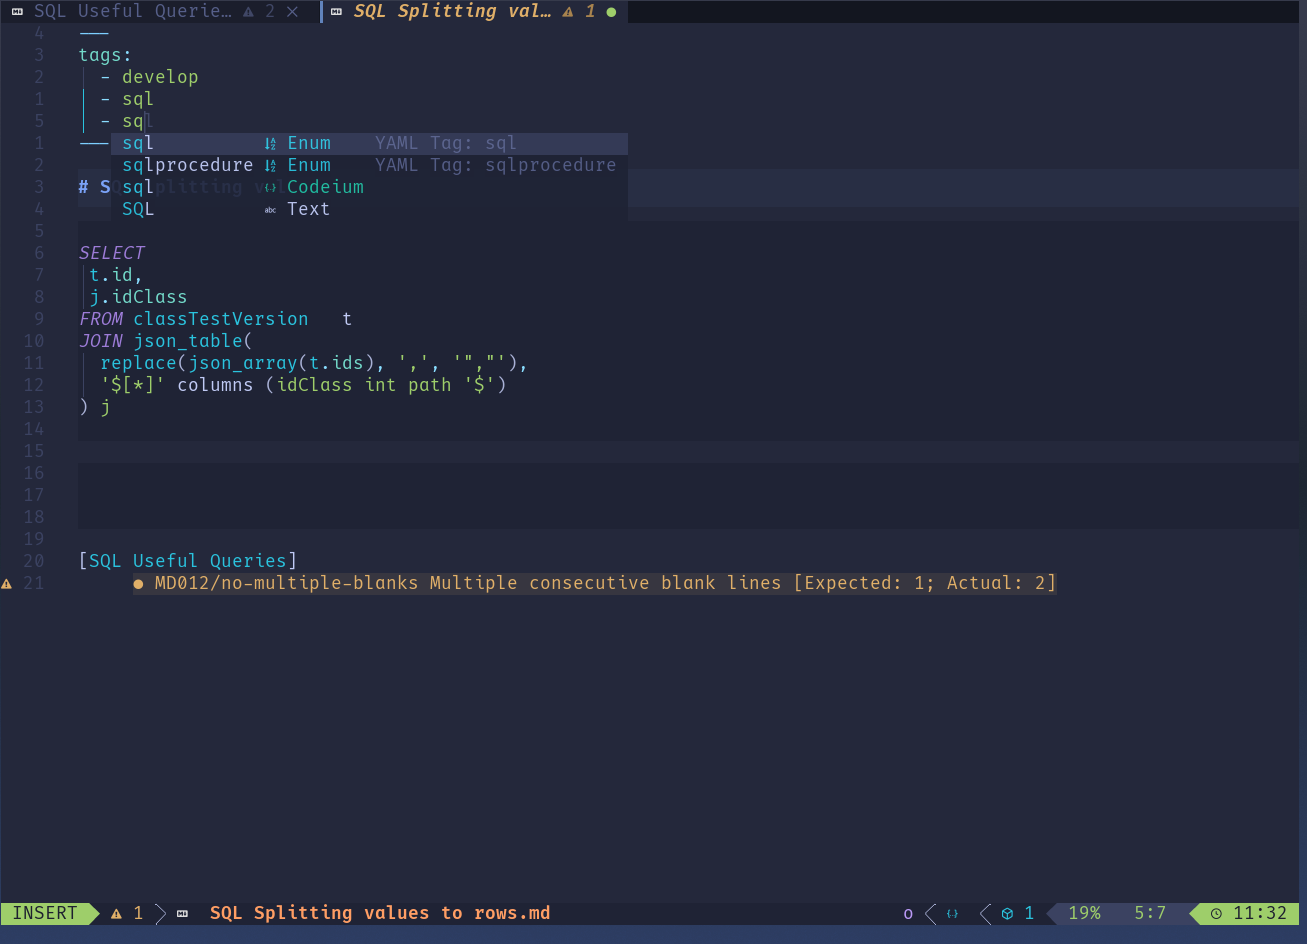 SQL Useful Querie… 2 × SQL Splitting val… 1 ●
4 ---
3 tags:
2 - develop
1 - sql
5 - sql
1 --- sql Enum YAML Tag: sql
2 sqlprocedure Enum YAML Tag: sqlprocedure
3 # S sql Codeium
4 SQL abc Text
5
6 SELECT
7 t.id,
8 j.idClass
9 FROM classTestVersion t
10 JOIN json_table(
11 replace(json_array(t.ids), ',', '","'),
12 '$[*]' columns (idClass int path '$')
13 ) j
14
15
16
17
18
19
20 [SQL Useful Queries]
21 ● MD012/no-multiple-blanks Multiple consecutive blank lines [Expected: 1; Actual: 2]
INSERT 1 SQL Splitting values to rows.md o {.} 1 19% 5:7 11:32